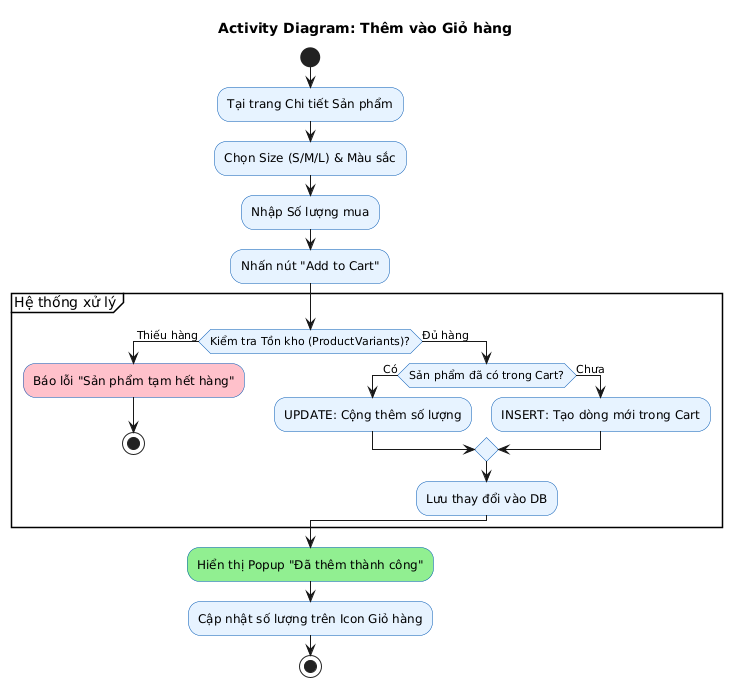 Activity Diagram: Thêm vào Giỏ hàng
Tại trang Chi tiết Sản phẩm
Chọn Size (S/M/L) & Màu sắc
Nhập Số lượng mua
Nhấn nút "Add to Cart"
Hệ thống xử lý
Thiếu hàng
Kiểm tra Tồn kho (ProductVariants)?
Đủ hàng
Báo lỗi "Sản phẩm tạm hết hàng"
Có
Sản phẩm đã có trong Cart?
Chưa
UPDATE: Cộng thêm số lượng
INSERT: Tạo dòng mới trong Cart
Lưu thay đổi vào DB
Hiển thị Popup "Đã thêm thành công"
Cập nhật số lượng trên Icon Giỏ hàng